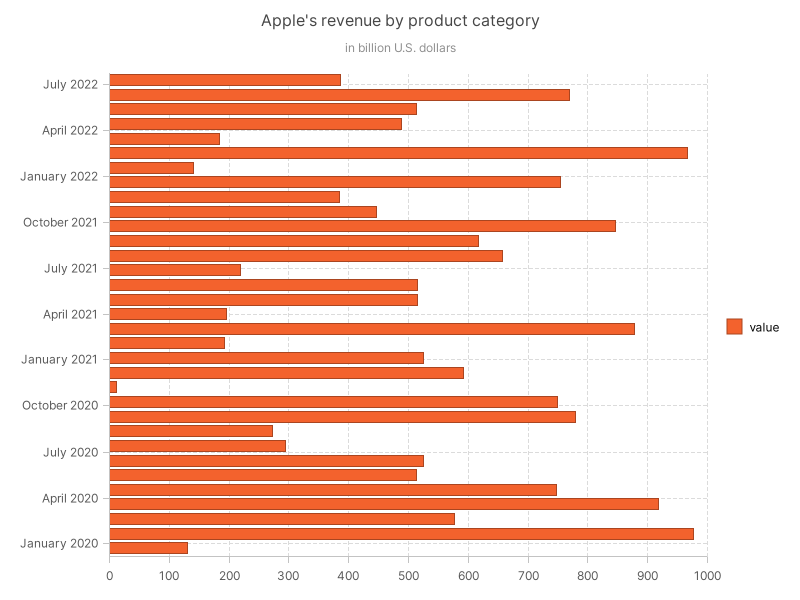 Apple's revenue by product category
in billion U.S. dollars
July 2022
April 2022
January 2022
October 2021
July 2021
April 2021
January 2021
October 2020
July 2020
April 2020
January 2020
0 100 200 300 400 500 600 700 800 900 1000
value